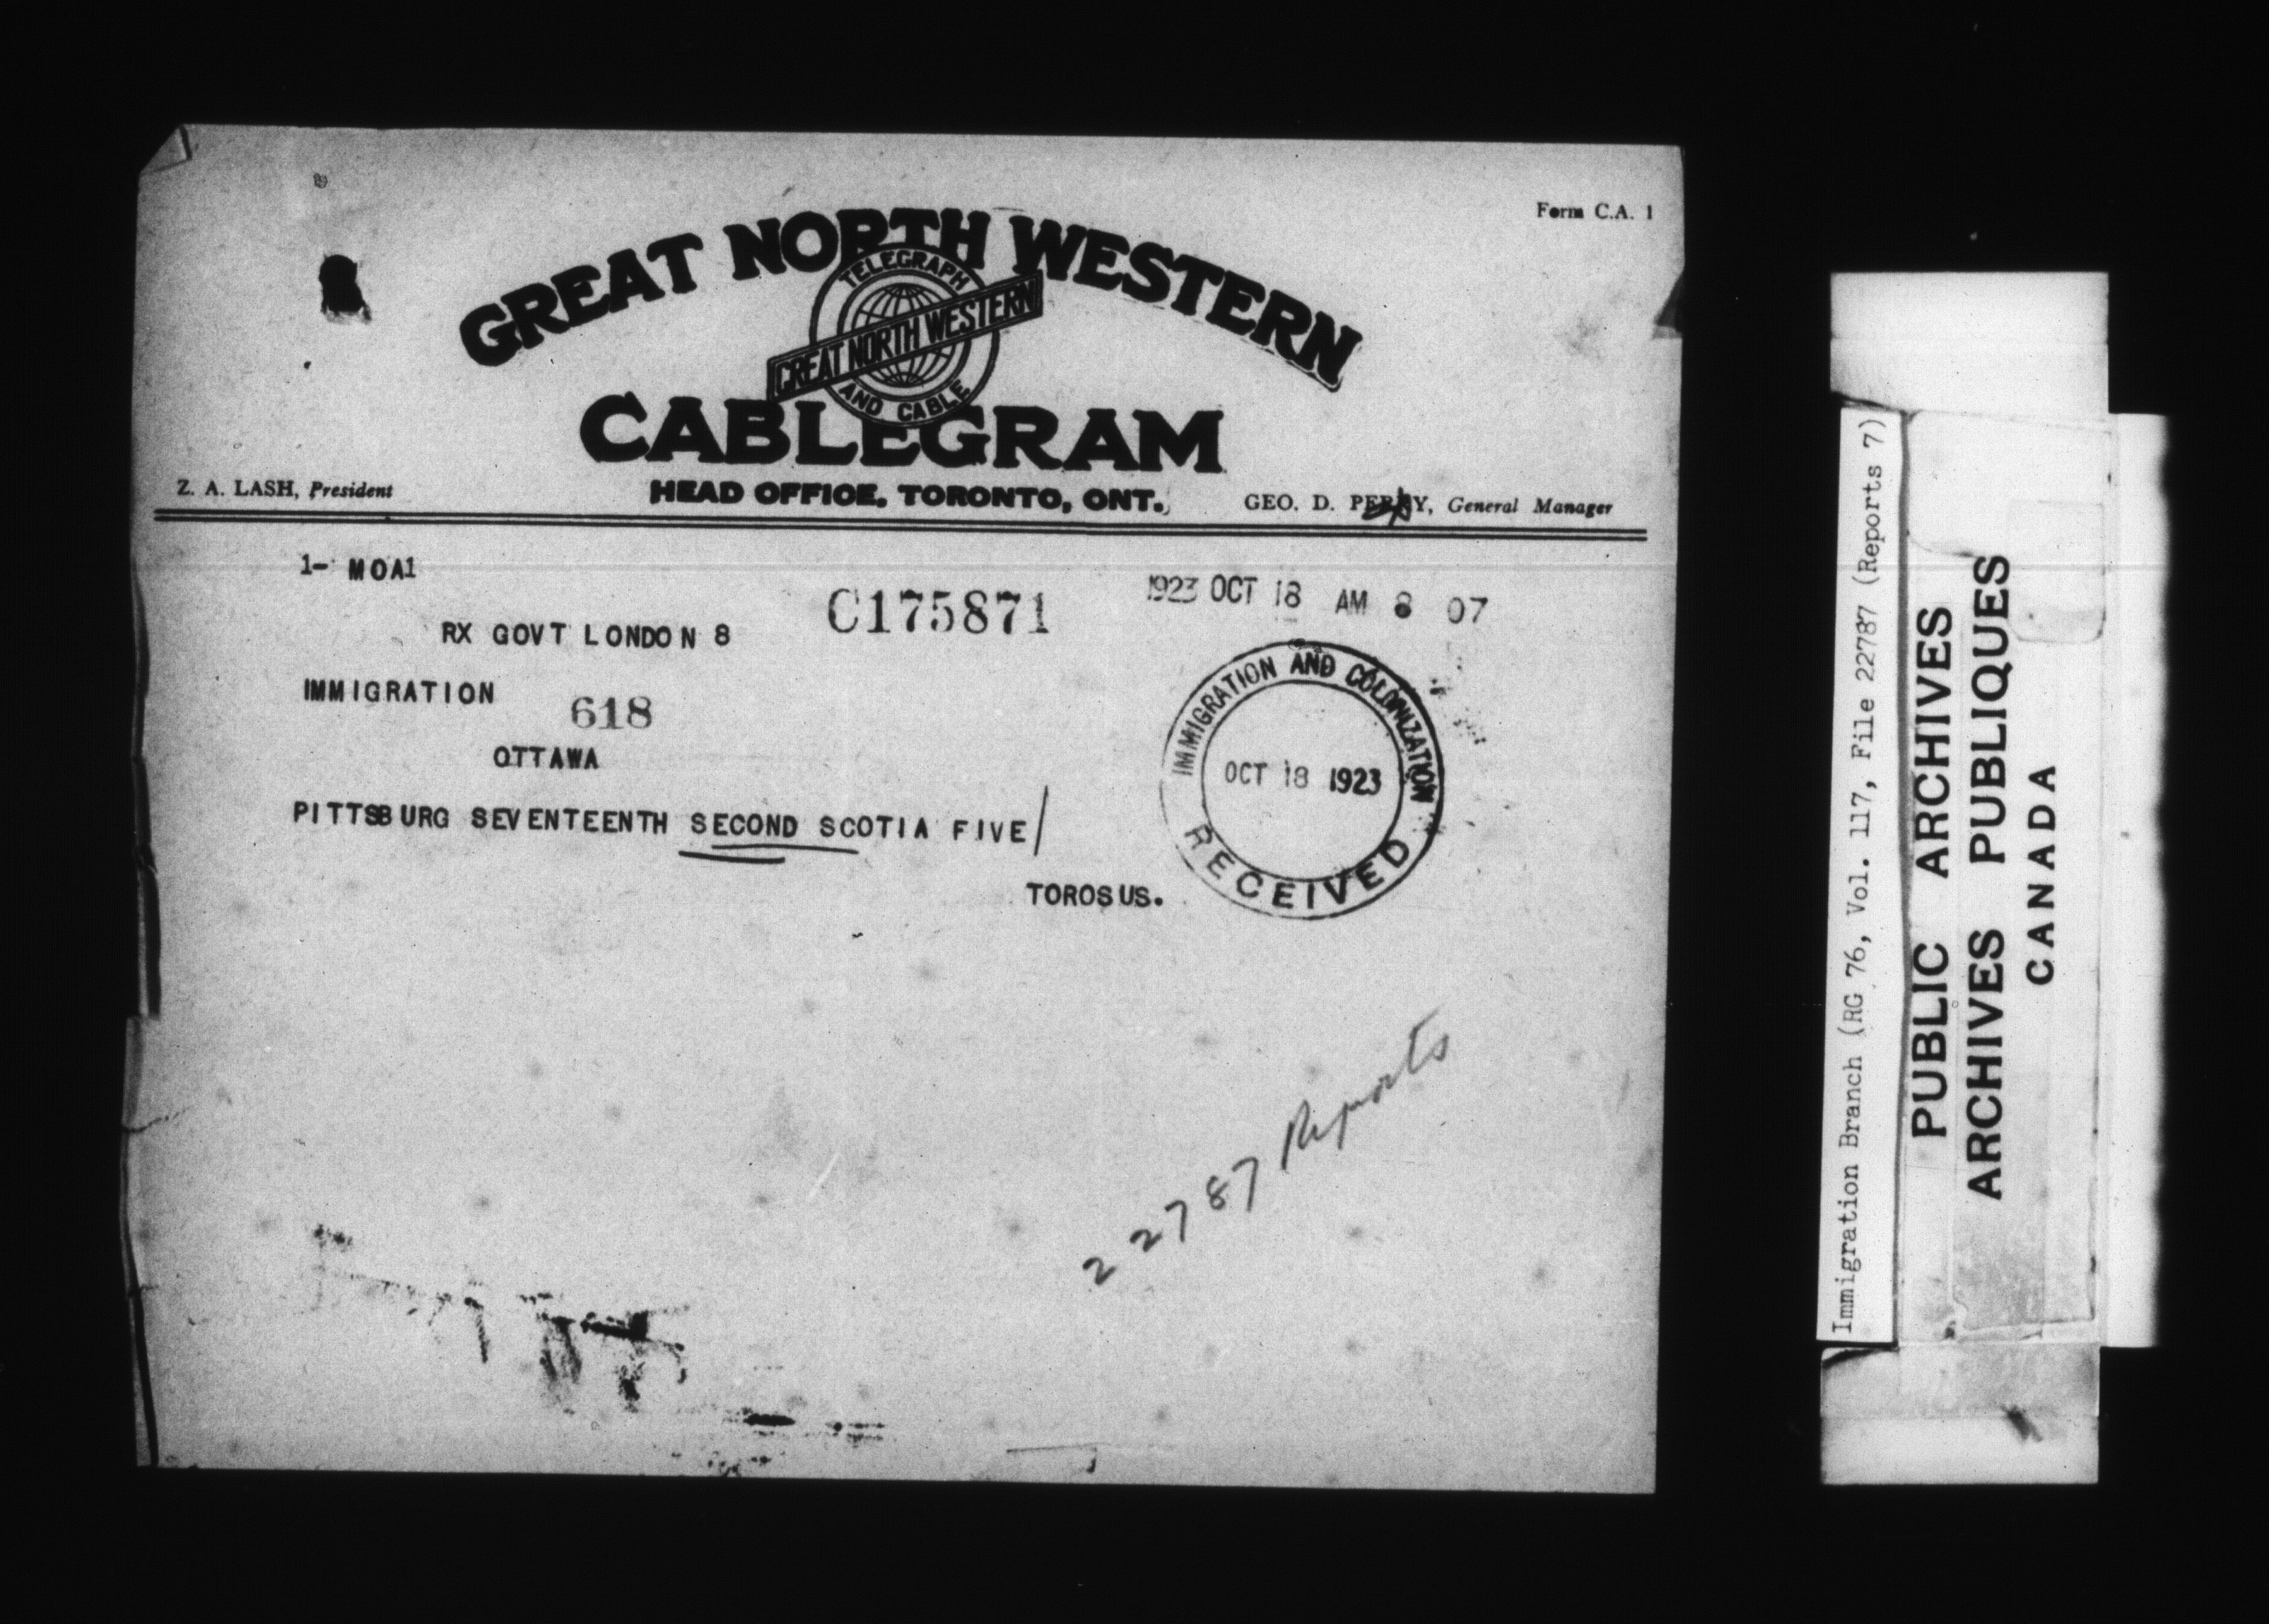 Form C.A. 1
GREAT NORTH WESTERN
TELEGRAPH
GREAT NORTH WESTERN
AND CABLE
CABLEGRAM
Z. A. LASH, President
HEAD OFFICE, TORONTO, ONT.
GEO. D. PERRY, General Manager
1- MOA1
C175871
1923 OCT 18 AM 8 07
RX GOVT LONDON 8
IMMIGRATION
618
OTTAWA
IMMIGRATION AND COLONIZATION
OCT 18 1923
RECEIVED
PITTSBURG SEVENTEENTH SECOND SCOTIA FIVE/
TOROSUS.
22787 Reports
Immigration Branch (RG 76, Vol. 117, File 22787 (Reports 7)
PUBLIC ARCHIVES
ARCHIVES PUBLIQUES
CANADA